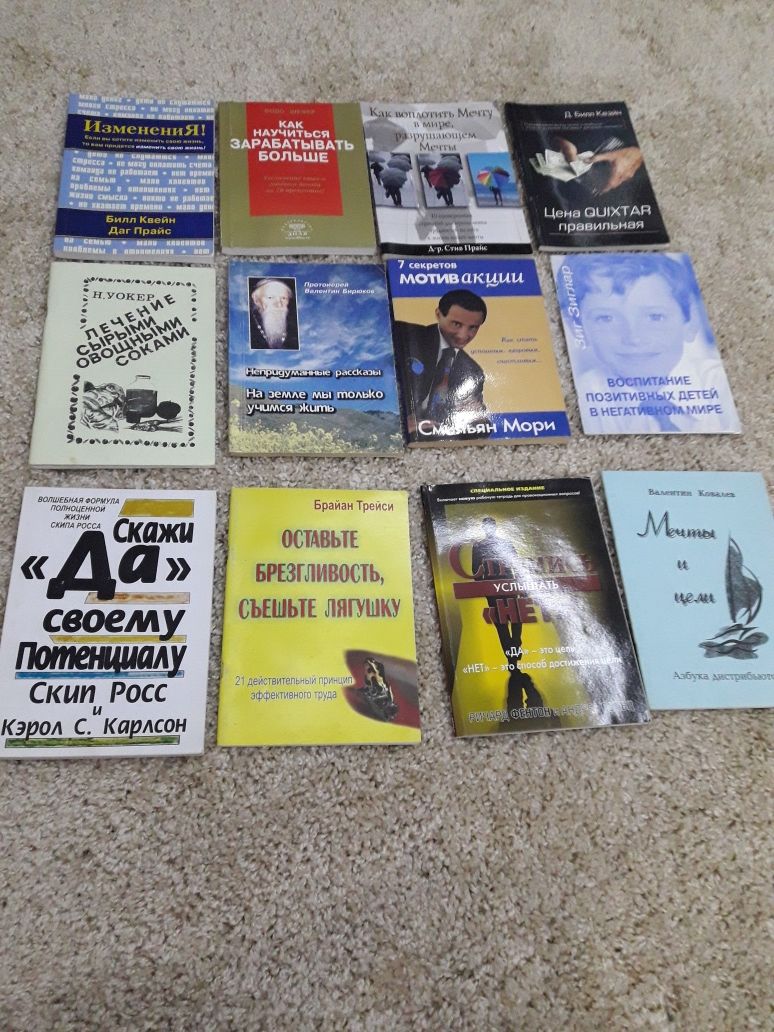 ИзменениЯ!
Если вы хотите изменить свою жизнь,
то вам придется изменить свою жизнь!
Билл Квейн
Даг Прайс
КАК
НАУЧИТЬСЯ
ЗАРАБАТЫВАТЬ
БОЛЬШЕ
Как воплотить Мечту
в мире,
разрушающем
Мечты
Д-р. Стив Прайс
Д. Билл Квэйн
Цена QUIXTAR
правильная
Н. УОКЕР
ЛЕЧЕНИЕ
СЫРЫМИ
ОВОЩНЫМИ
СОКАМИ
Протоиерей
Валентин Бирюков
Непридуманные рассказы
На земле мы только
учимся жить
7 секретов
МОТИВакции
Как стать
успешным, здоровым,
счастливым...
Мори
Зиг Зиглар
ВОСПИТАНИЕ
ПОЗИТИВНЫХ ДЕТЕЙ
В НЕГАТИВНОМ МИРЕ
ВОЛШЕБНАЯ ФОРМУЛА
ПОЛНОЦЕННОЙ
ЖИЗНИ
СКИПА РОССА
Скажи
«Да»
своему
Потенциалу
Скип Росс
и
Кэрол С. Карлсон
Брайан Трейси
ОСТАВЬТЕ
БРЕЗГЛИВОСТЬ,
СЪЕШЬТЕ ЛЯГУШКУ
21 действительный принцип
эффективного труда
СПЕЦИАЛЬНОЕ ИЗДАНИЕ
УСЛЫШАТЬ
«НЕТ»
«ДА» – это цель
«НЕТ» – это способ достижения цели
РИЧАРД ФЕНТОН и
Валентин Ковалев
Мечты
и
цели
Азбука